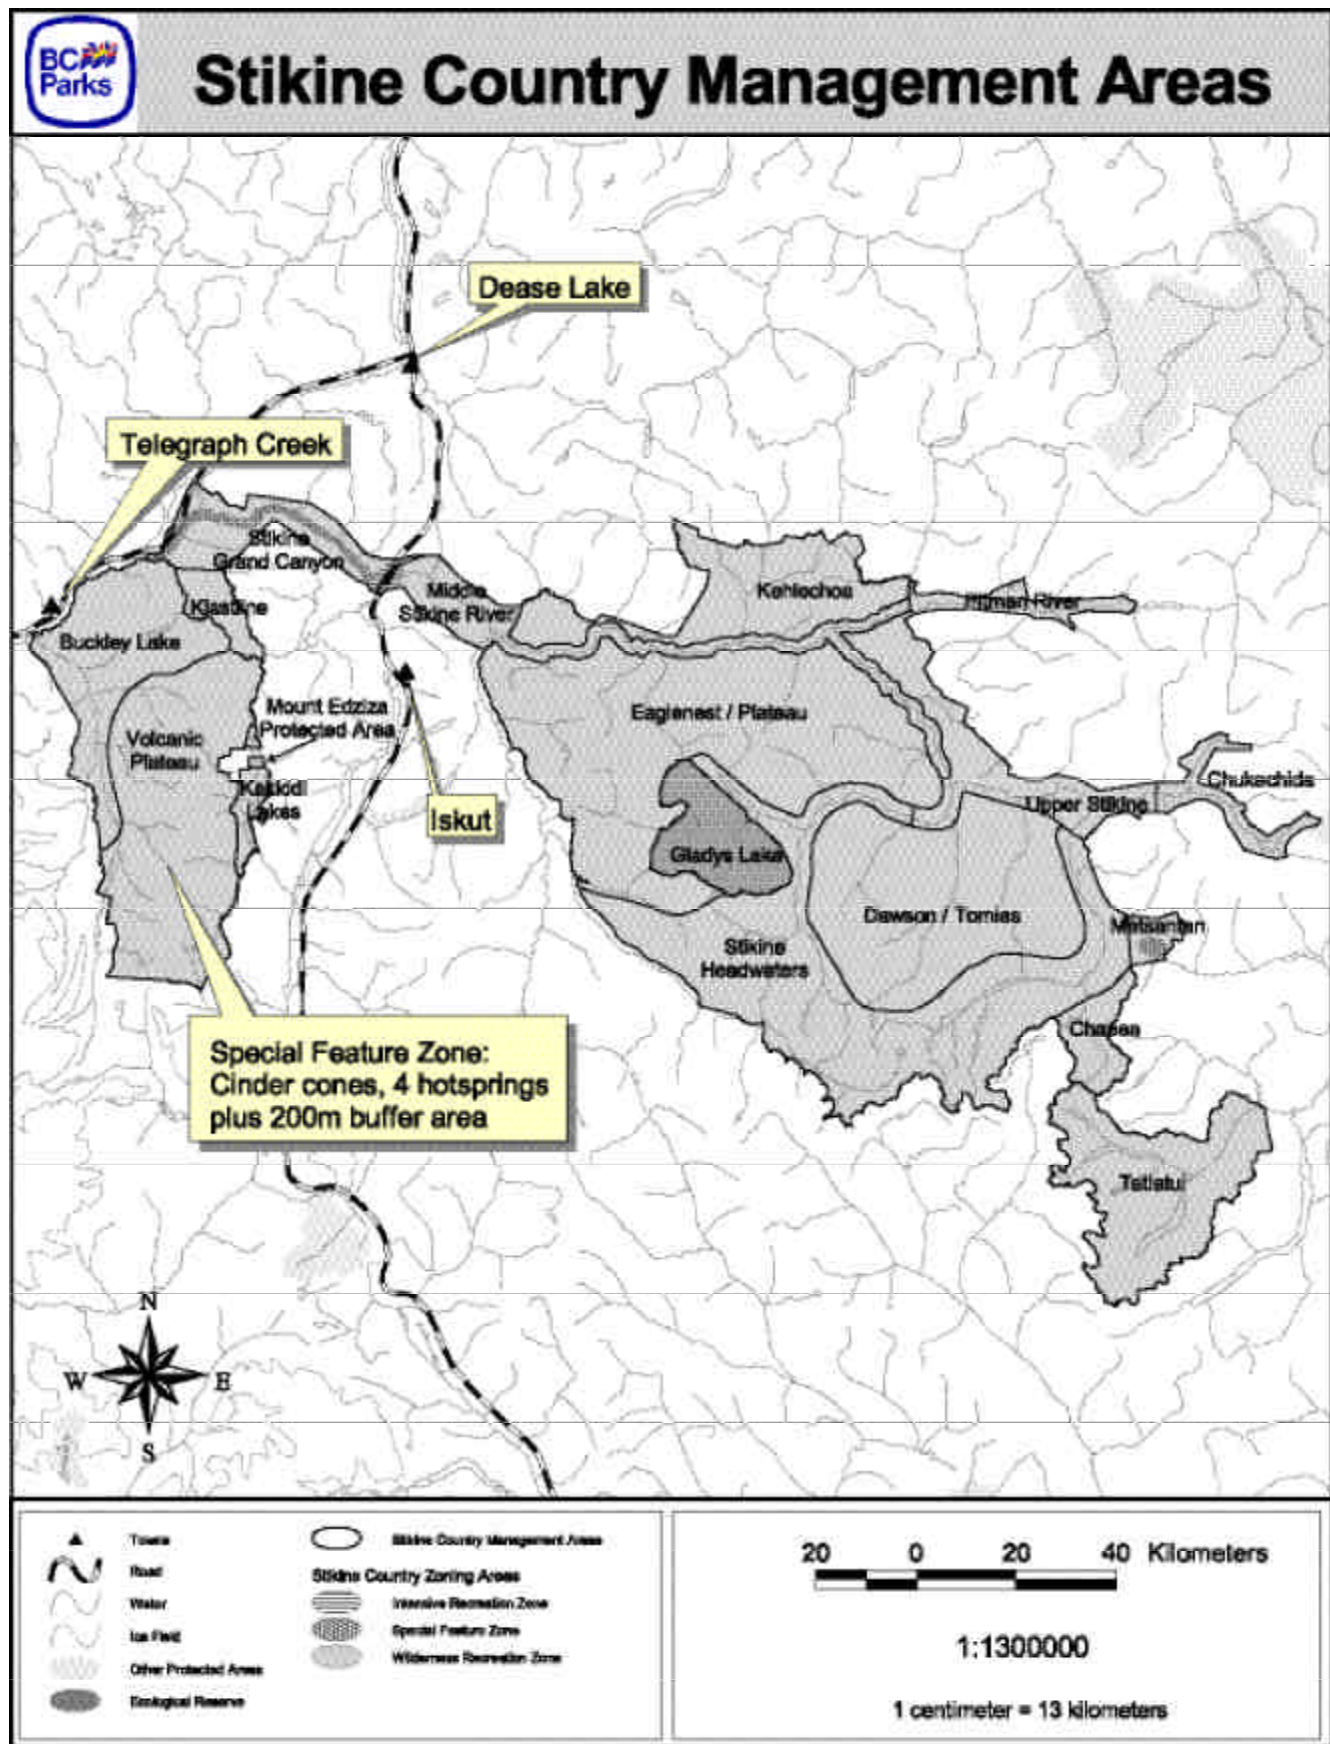 BC
Parks
Stikine Country Management Areas
Dease Lake
Telegraph Creek
Stikine
Grand Canyon
Middle
Stikine River
Kehlechoa
Pitman River
Klastline
Buckley Lake
Mount Edziza
Protected Area
Eaglenest / Plateau
Volcanic
Plateau
Chukachida
Kakiddi
Lakes
Upper Stikine
Iskut
Gladys Lake
Dawson / Tomias
Metsantan
Stikine
Headwaters
Chapea
Special Feature Zone:
Cinder cones, 4 hotsprings
plus 200m buffer area
Tatlatui
N
W
E
S
Towns
Road
Water
Ice Field
Other Protected Areas
Ecological Reserve
Stikine Country Management Areas
Stikine Country Zoning Areas
Intensive Recreation Zone
Special Feature Zone
Wilderness Recreation Zone
20 0 20 40 Kilometers
1:1300000
1 centimeter = 13 kilometers